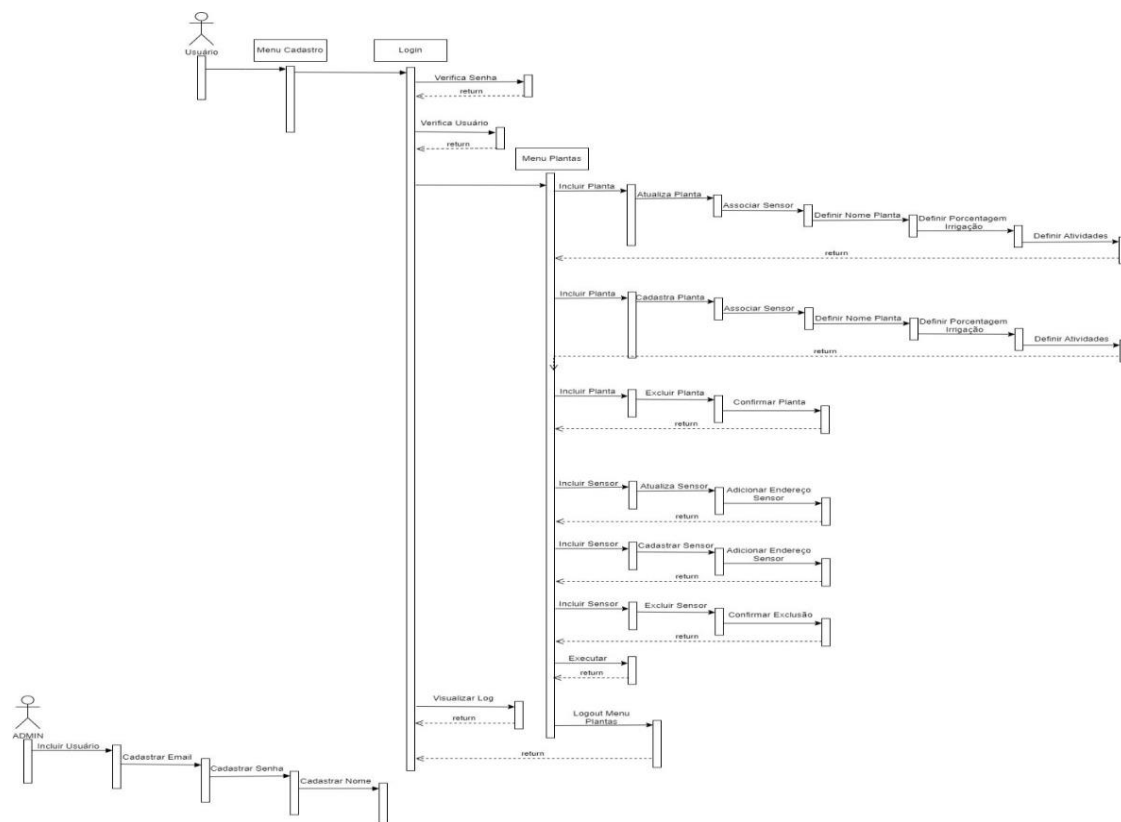 Usuário
Menu Cadastro
Login
Verifica Senha
return
Verifica Usuário
return
Menu Plantas
Incluir Planta
Atualiza Planta
Associar Sensor
Definir Nome Planta
Definir Porcentagem
Irrigação
Definir Atividades
return
Incluir Planta
Cadastra Planta
Associar Sensor
Definir Nome Planta
Definir Porcentagem
Irrigação
Definir Atividades
return
Incluir Planta
Excluir Planta
Confirmar Planta
return
Incluir Sensor
Atualiza Sensor
Adicionar Endereço
Sensor
return
Incluir Sensor
Cadastrar Sensor
Adicionar Endereço
Sensor
return
Incluir Sensor
Excluir Sensor
Confirmar Exclusão
return
Executar
return
Visualizar Log
return
Logout Menu
Plantas
return
ADMIN
Incluir Usuário
Cadastrar Email
Cadastrar Senha
Cadastrar Nome